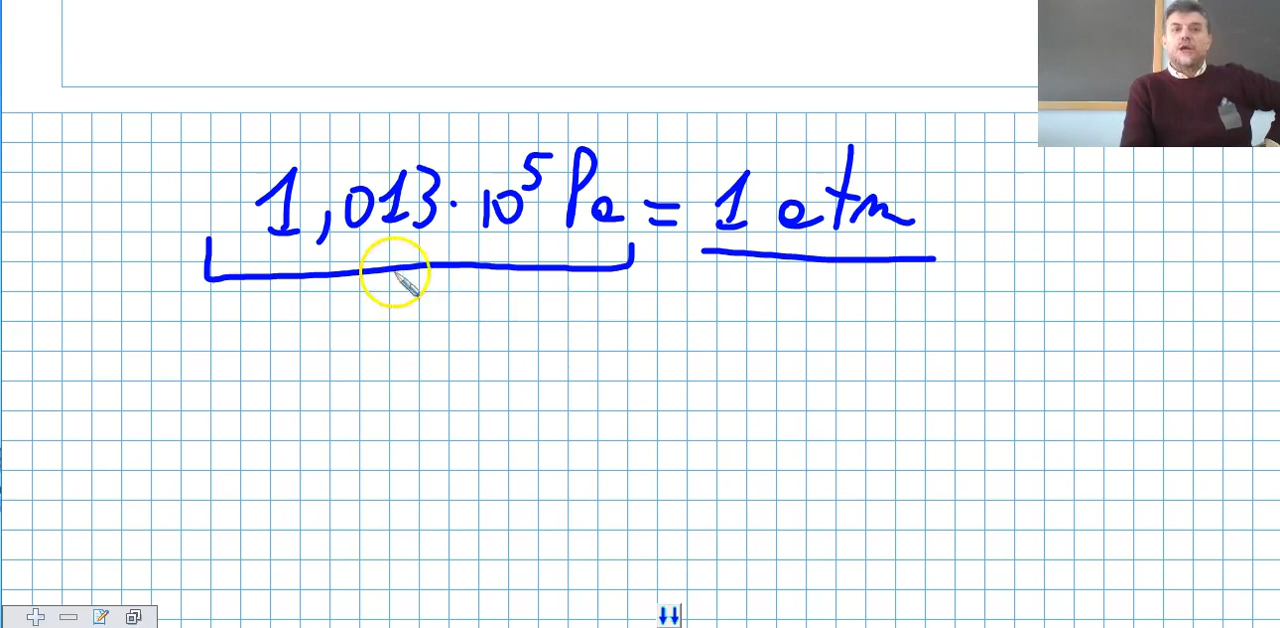 1,013 · 10⁵ Pa = 1 atm